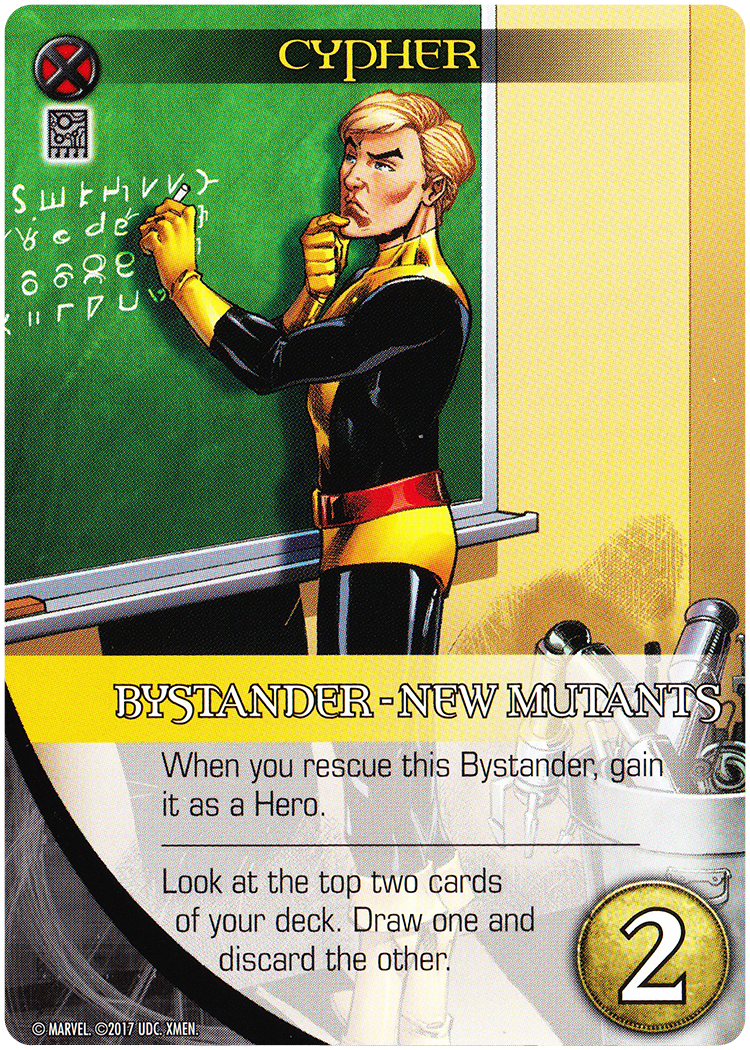 CYPHER
BYSTANDER - NEW MUTANTS
When you rescue this Bystander, gain
it as a Hero.
Look at the top two cards
of your deck. Draw one and
discard the other.
2
© MARVEL. ©2017 UDC. XMEN.